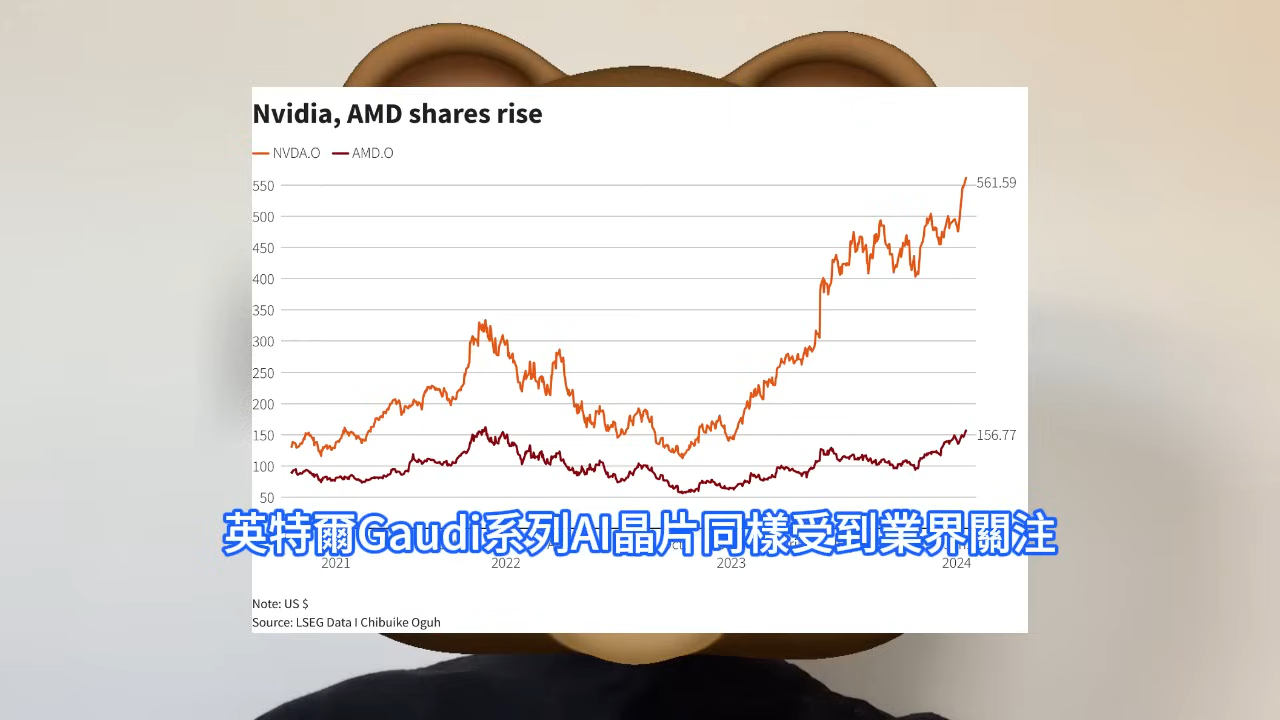 Nvidia, AMD shares rise
NVDA.O AMD.O
550
561.59
500
450
400
350
300
250
200
150
156.77
100
50
英特爾Gaudi系列AI晶片同樣受到業界關注
2021 2022 2023 2024
Note: US $
Source: LSEG Data I Chibuike Oguh